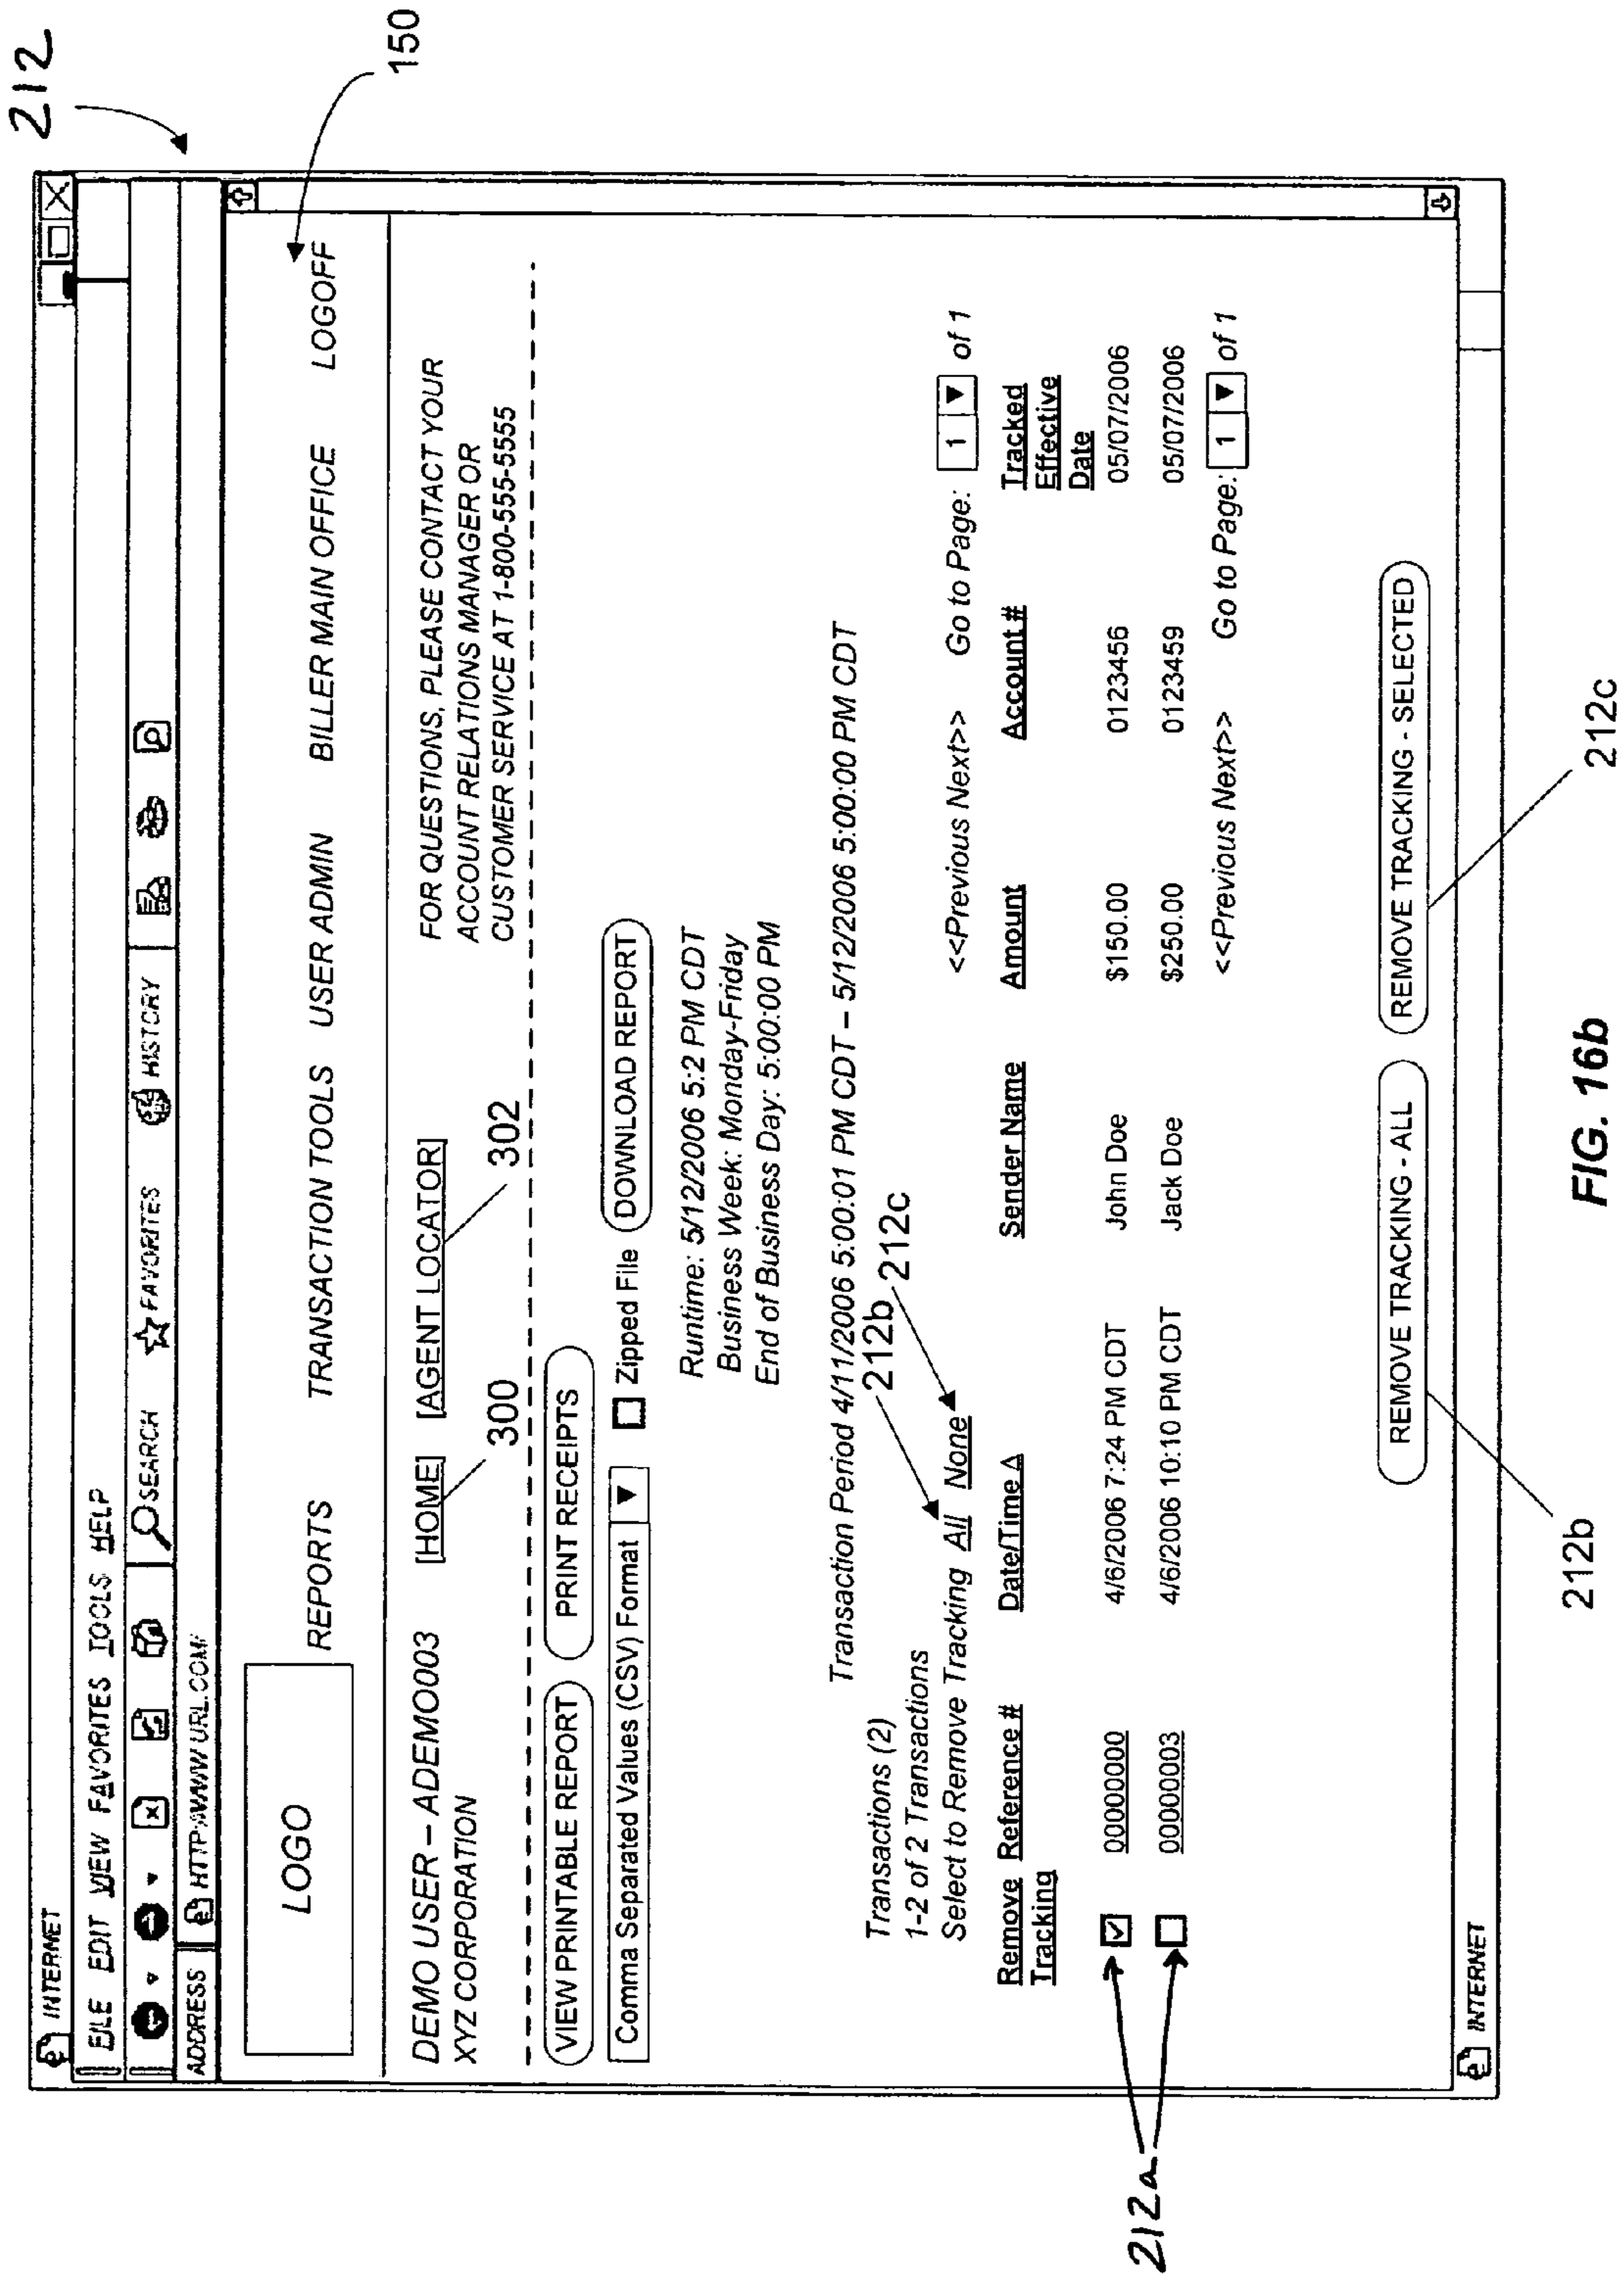 212
INTERNET
FILE EDIT VIEW FAVORITES TOOLS HELP
SEARCH FAVORITES HISTORY
ADDRESS HTTP://WWW.URL.COM/
150
LOGO
REPORTS TRANSACTION TOOLS USER ADMIN BILLER MAIN OFFICE LOGOFF
DEMO USER – ADEMO003 [HOME] [AGENT LOCATOR] FOR QUESTIONS, PLEASE CONTACT YOUR
XYZ CORPORATION ACCOUNT RELATIONS MANAGER OR
300 302 CUSTOMER SERVICE AT 1-800-555-5555
VIEW PRINTABLE REPORT PRINT RECEIPTS
Comma Separated Values (CSV) Format ▼ Zipped File DOWNLOAD REPORT
Runtime: 5/12/2006 5:2 PM CDT
Business Week: Monday-Friday
End of Business Day: 5:00:00 PM
Transaction Period 4/11/2006 5:00:01 PM CDT – 5/12/2006 5:00:00 PM CDT
Transactions (2) 212b 212c
1-2 of 2 Transactions
Select to Remove Tracking All None <<Previous Next>> Go to Page: 1 ▼ of 1
Remove Reference # Date/Time Δ Sender Name Amount Account # Tracked
Tracking Effective
Date
00000000 4/6/2006 7:24 PM CDT John Doe $150.00 0123456 05/07/2006
00000003 4/6/2006 10:10 PM CDT Jack Doe $250.00 0123459 05/07/2006
212a
<<Previous Next>> Go to Page: 1 ▼ of 1
REMOVE TRACKING - ALL REMOVE TRACKING - SELECTED
INTERNET
212b 212c
FIG. 16b